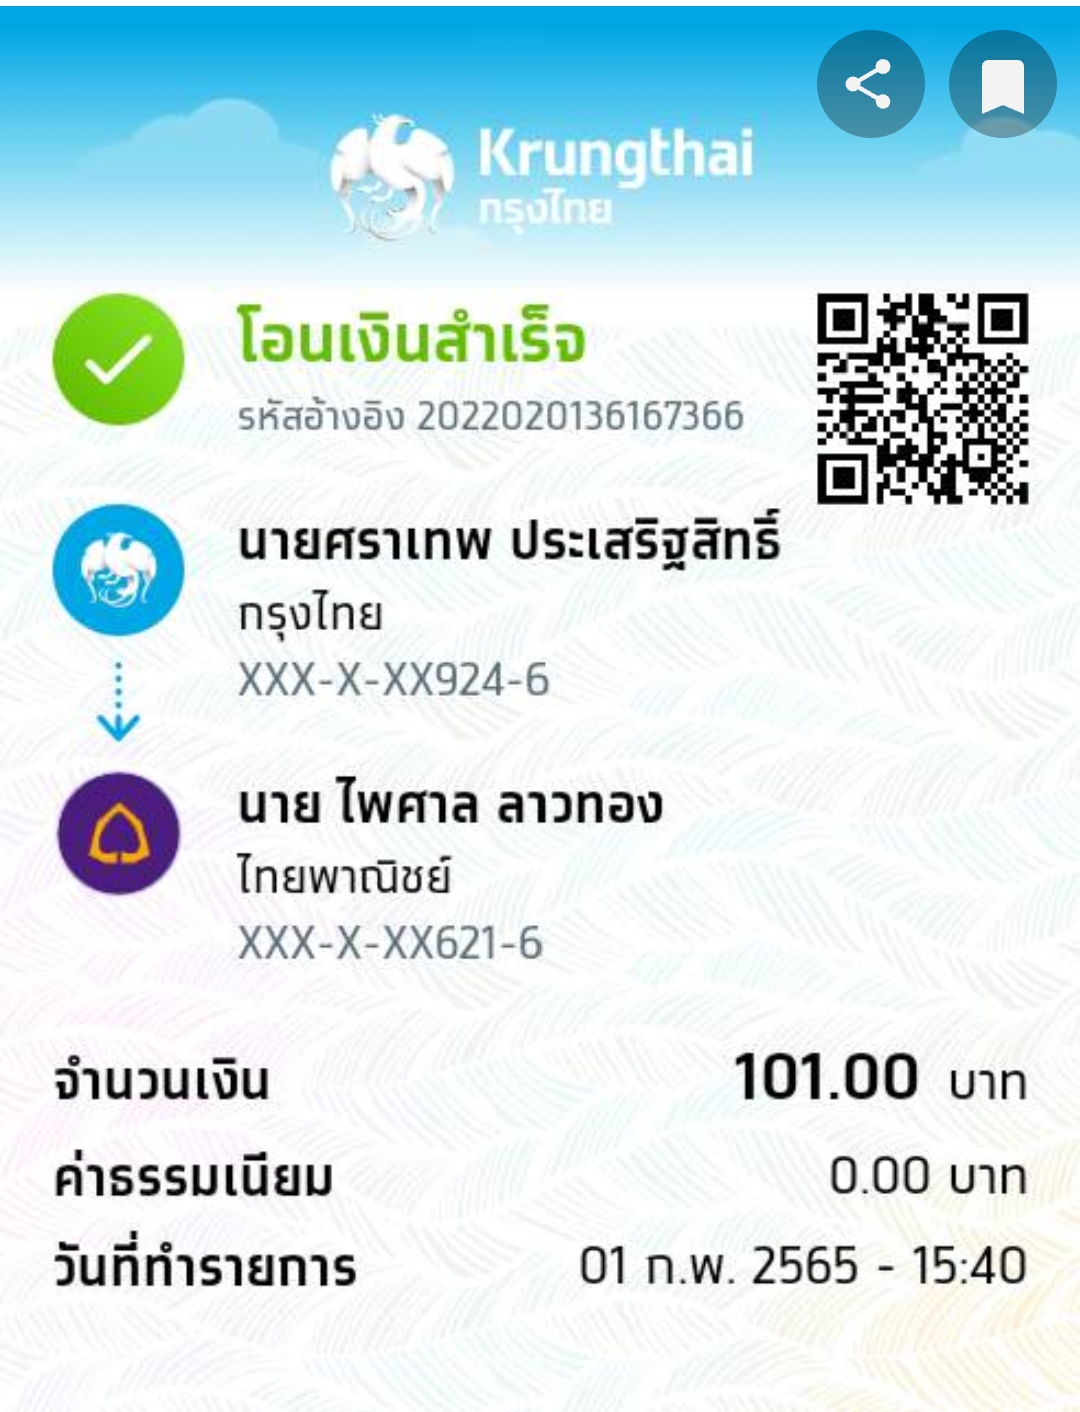 Krungthai
กรุงไทย
โอนเงินสำเร็จ
รหัสอ้างอิง 2022020136167366
นายศราเทพ ประเสริฐสิทธิ์
กรุงไทย
XXX-X-XX924-6
นาย ไพศาล ลาวทอง
ไทยพาณิชย์
XXX-X-XX621-6
จำนวนเงิน 101.00 บาท
ค่าธรรมเนียม 0.00 บาท
วันที่ทำรายการ 01 ก.พ. 2565 - 15:40